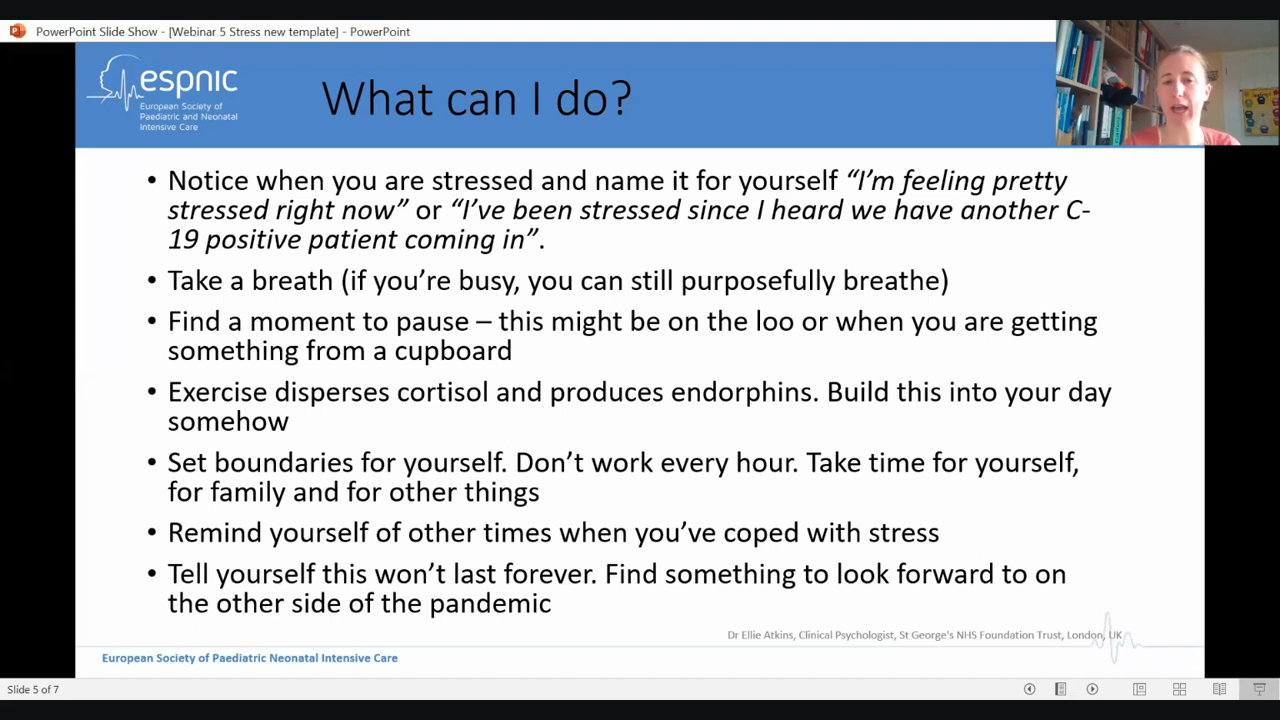 PowerPoint Slide Show - [Webinar 5 Stress new template] - PowerPoint
espnic
European Society of
Paediatric and Neonatal
Intensive Care
What can I do?
• Notice when you are stressed and name it for yourself “I’m feeling pretty
stressed right now” or “I’ve been stressed since I heard we have another C-
19 positive patient coming in”.
• Take a breath (if you’re busy, you can still purposefully breathe)
• Find a moment to pause – this might be on the loo or when you are getting
something from a cupboard
• Exercise disperses cortisol and produces endorphins. Build this into your day
somehow
• Set boundaries for yourself. Don’t work every hour. Take time for yourself,
for family and for other things
• Remind yourself of other times when you’ve coped with stress
• Tell yourself this won’t last forever. Find something to look forward to on
the other side of the pandemic
Dr Ellie Atkins, Clinical Psychologist, St George's NHS Foundation Trust, London, UK
European Society of Paediatric Neonatal Intensive Care
Slide 5 of 7